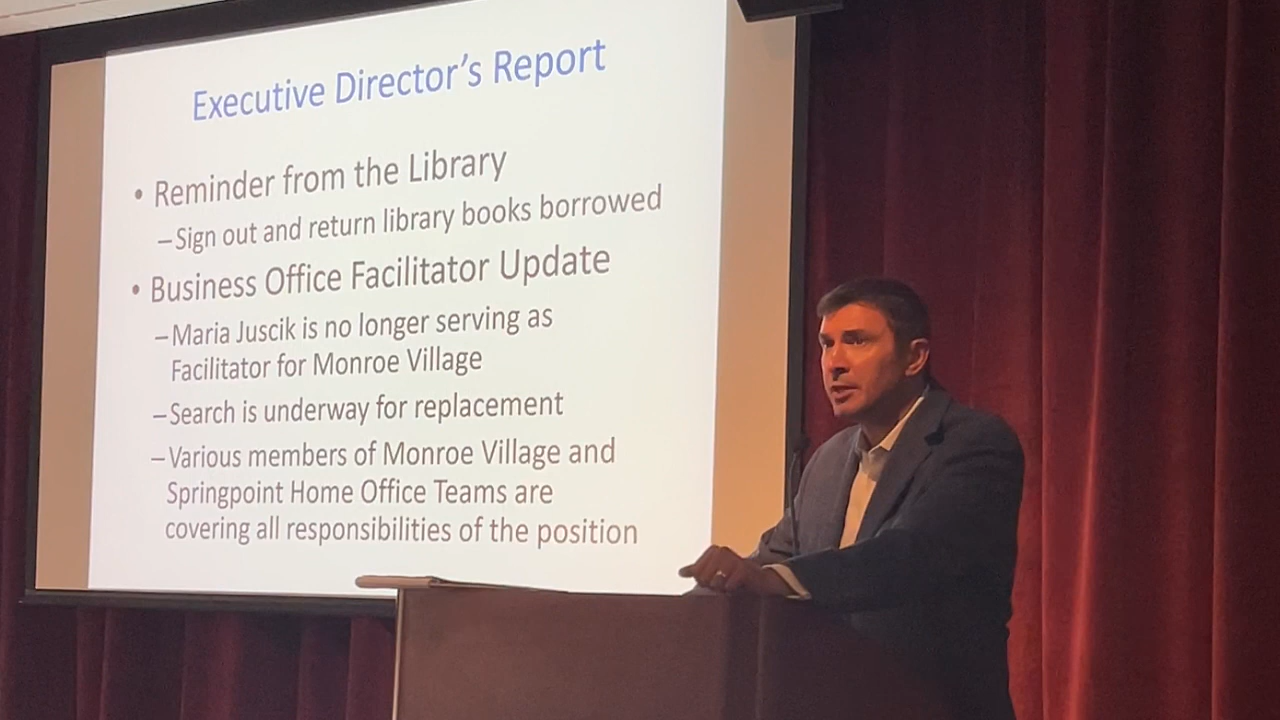 Executive Director's Report
• Reminder from the Library
–Sign out and return library books borrowed
• Business Office Facilitator Update
–Maria Juscik is no longer serving as
Facilitator for Monroe Village
–Search is underway for replacement
–Various members of Monroe Village and
Springpoint Home Office Teams are
covering all responsibilities of the position